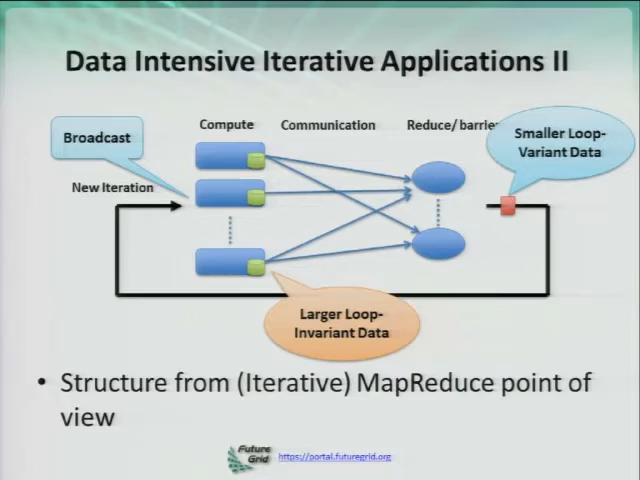 Data Intensive Iterative Applications II
Compute
Communication
Reduce/ barrier
Broadcast
Smaller Loop-
Variant Data
New Iteration
Larger Loop-
Invariant Data
• Structure from (Iterative) MapReduce point of
view
Future
Grid
https://portal.futuregrid.org